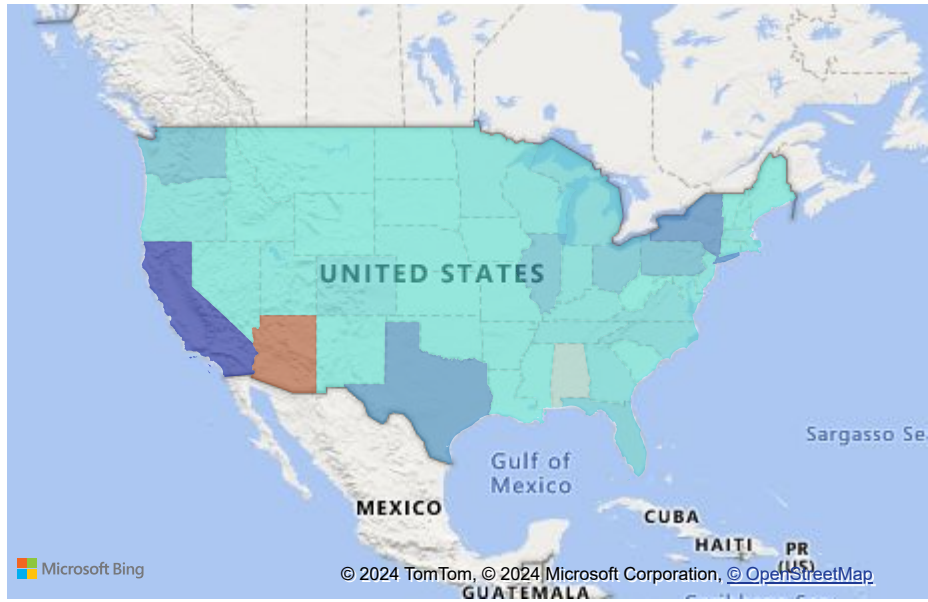 UNITED STATES
Sargasso Se
Gulf of
Mexico
MEXICO
CUBA
HAITI
PR
(US)
Microsoft Bing
© 2024 TomTom, © 2024 Microsoft Corporation, © OpenStreetMap
GUATEMALA